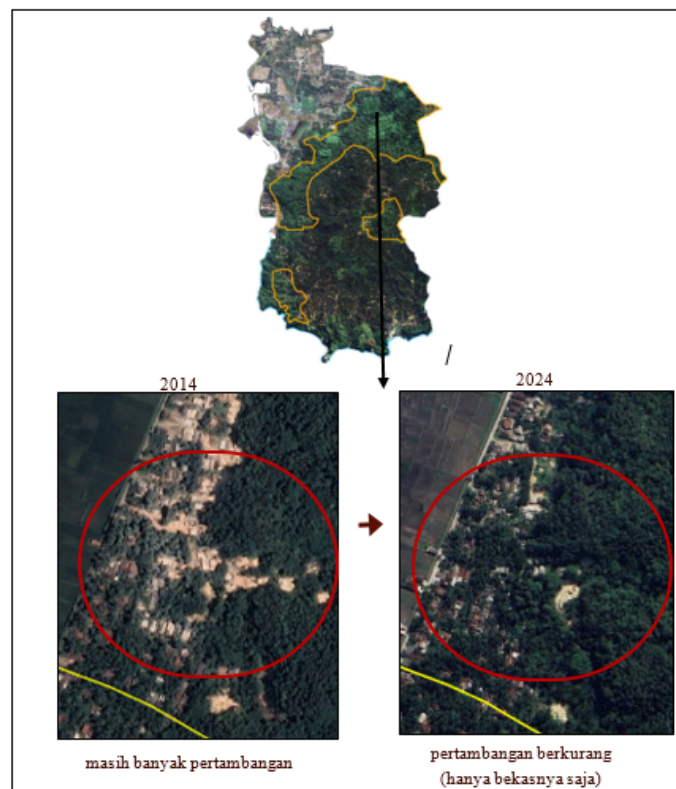 2014
2024
masih banyak pertambangan
pertambangan berkurang
(hanya bekasnya saja)